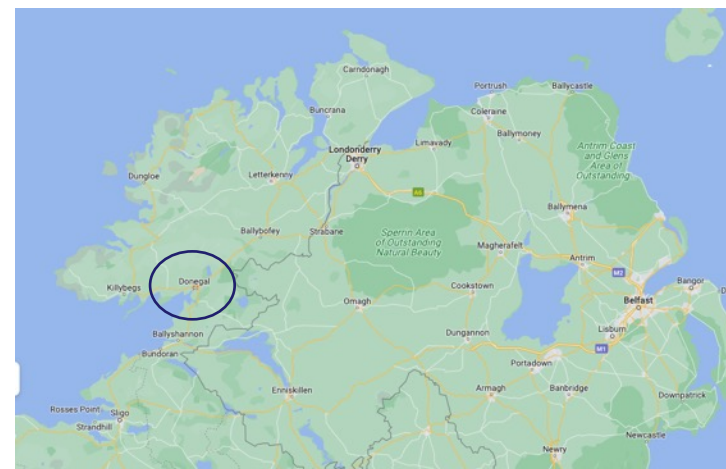 Carndonagh
Portrush
Ballycastle
Buncrana
Coleraine
Limavady
Ballymoney
Londonderry
Derry
Antrim Coast
and Glens
Area of
Outstanding
Dungloe
Letterkenny
A6
Ballymena
Ballybofey
Strabane
Sperrin Area
of Outstanding
Natural Beauty
Magherafelt
Antrim
M2
Killybegs
Donegal
Cookstown
Bangor
Omagh
Belfast
Ballyshannon
Dungannon
Lisburn
M1
Bundoran
Portadown
Enniskillen
Armagh
Banbridge
Downpatrick
Rosses Point
Sligo
Strandhill
Newcastle
Newry